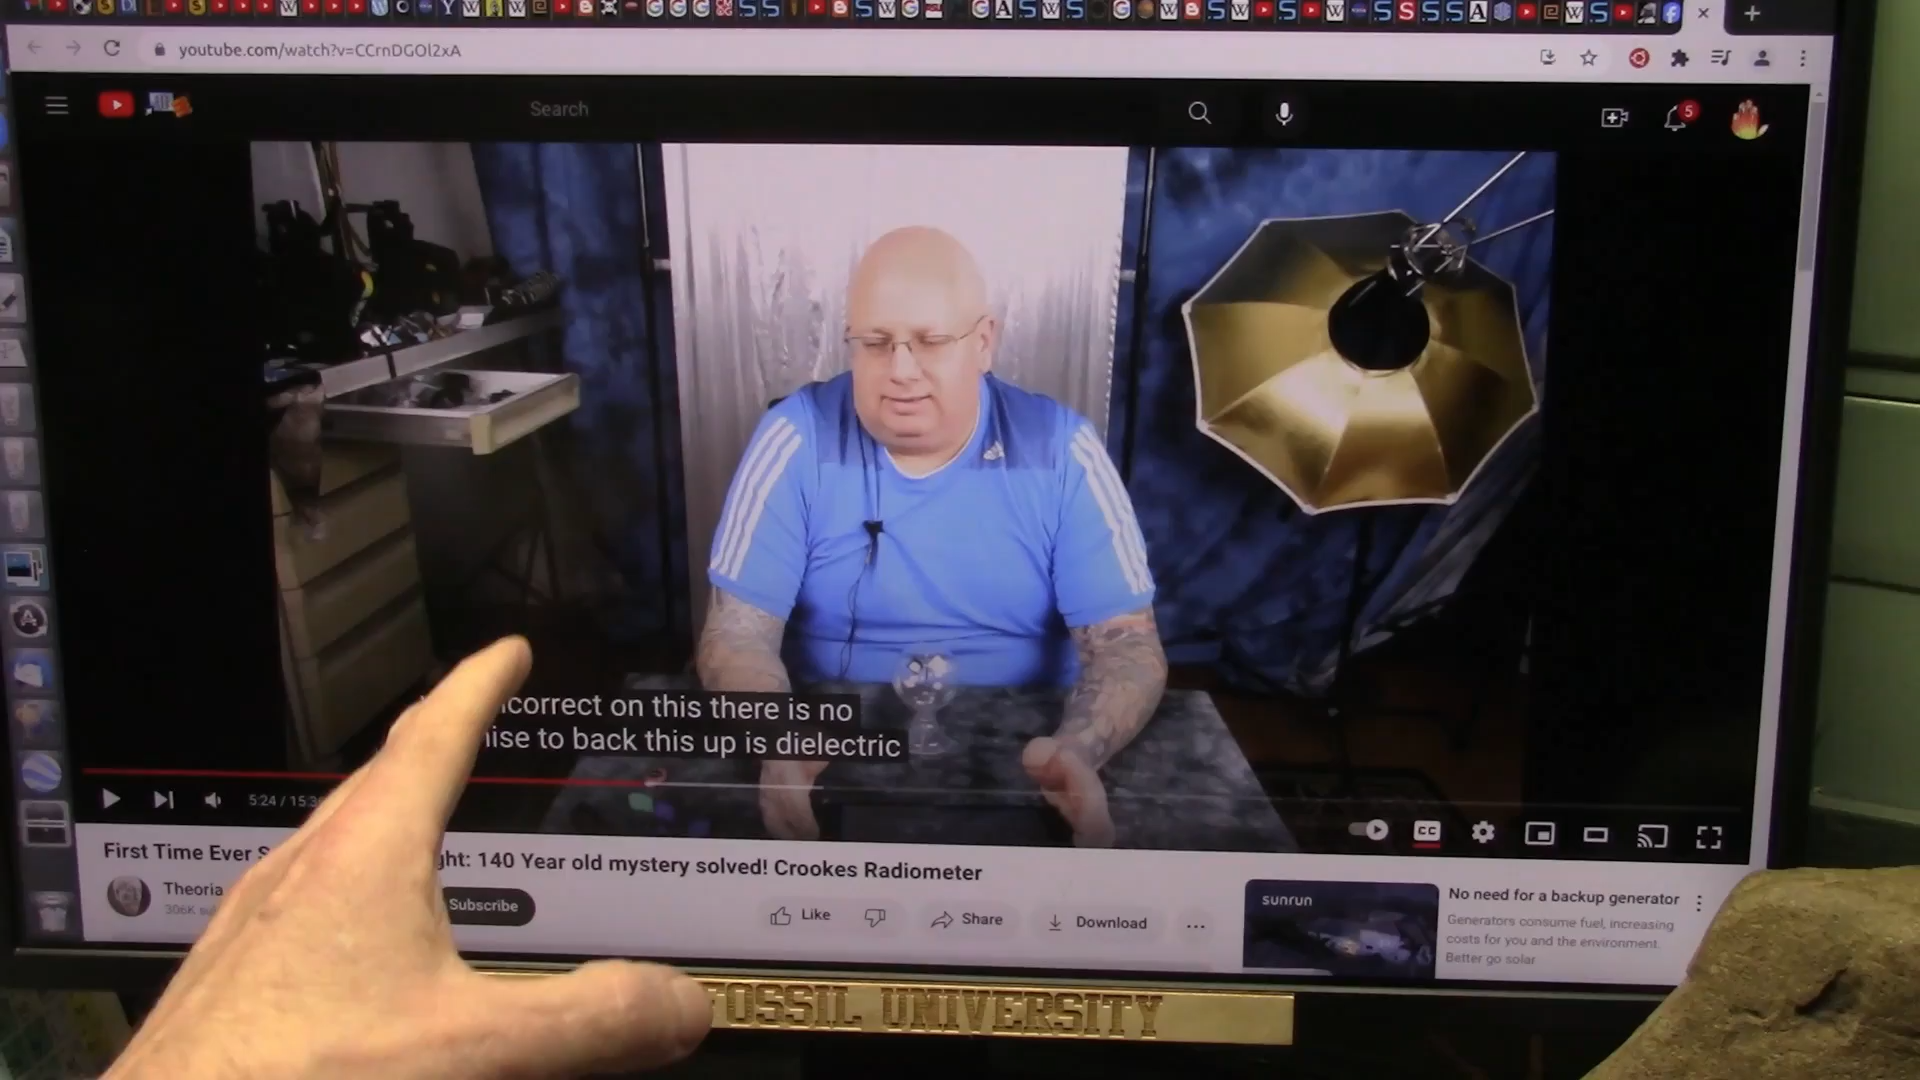 youtube.com/watch?v=CCrnDGOl2xA
Search
5
correct on this there is no
to back this up is dielectric
5:24 / 15:3
CC
First Time Ever
ght: 140 Year old mystery solved! Crookes Radiometer
Theoria
306K
Subscribe
Like
Share
Download
sunrun
No need for a backup generator
Generators consume fuel, increasing
costs for you and the environment.
Better go solar
FOSSIL UNIVERSITY